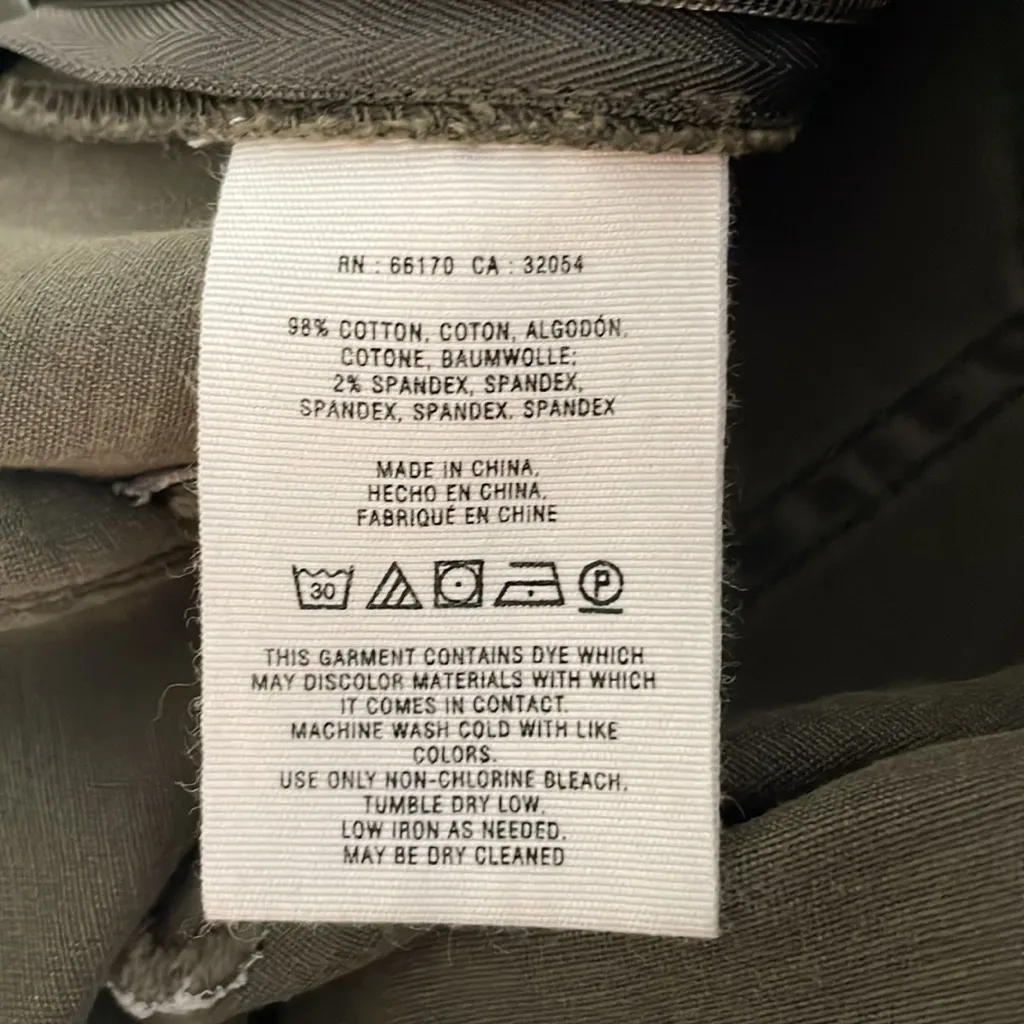 RN : 66170 CA : 32054
98% COTTON, COTON, ALGODÓN,
COTONE, BAUMWOLLE;
2% SPANDEX, SPANDEX,
SPANDEX, SPANDEX, SPANDEX
MADE IN CHINA,
HECHO EN CHINA,
FABRIQUÉ EN CHINE
30 P
THIS GARMENT CONTAINS DYE WHICH
MAY DISCOLOR MATERIALS WITH WHICH
IT COMES IN CONTACT.
MACHINE WASH COLD WITH LIKE
COLORS.
USE ONLY NON-CHLORINE BLEACH.
TUMBLE DRY LOW.
LOW IRON AS NEEDED.
MAY BE DRY CLEANED